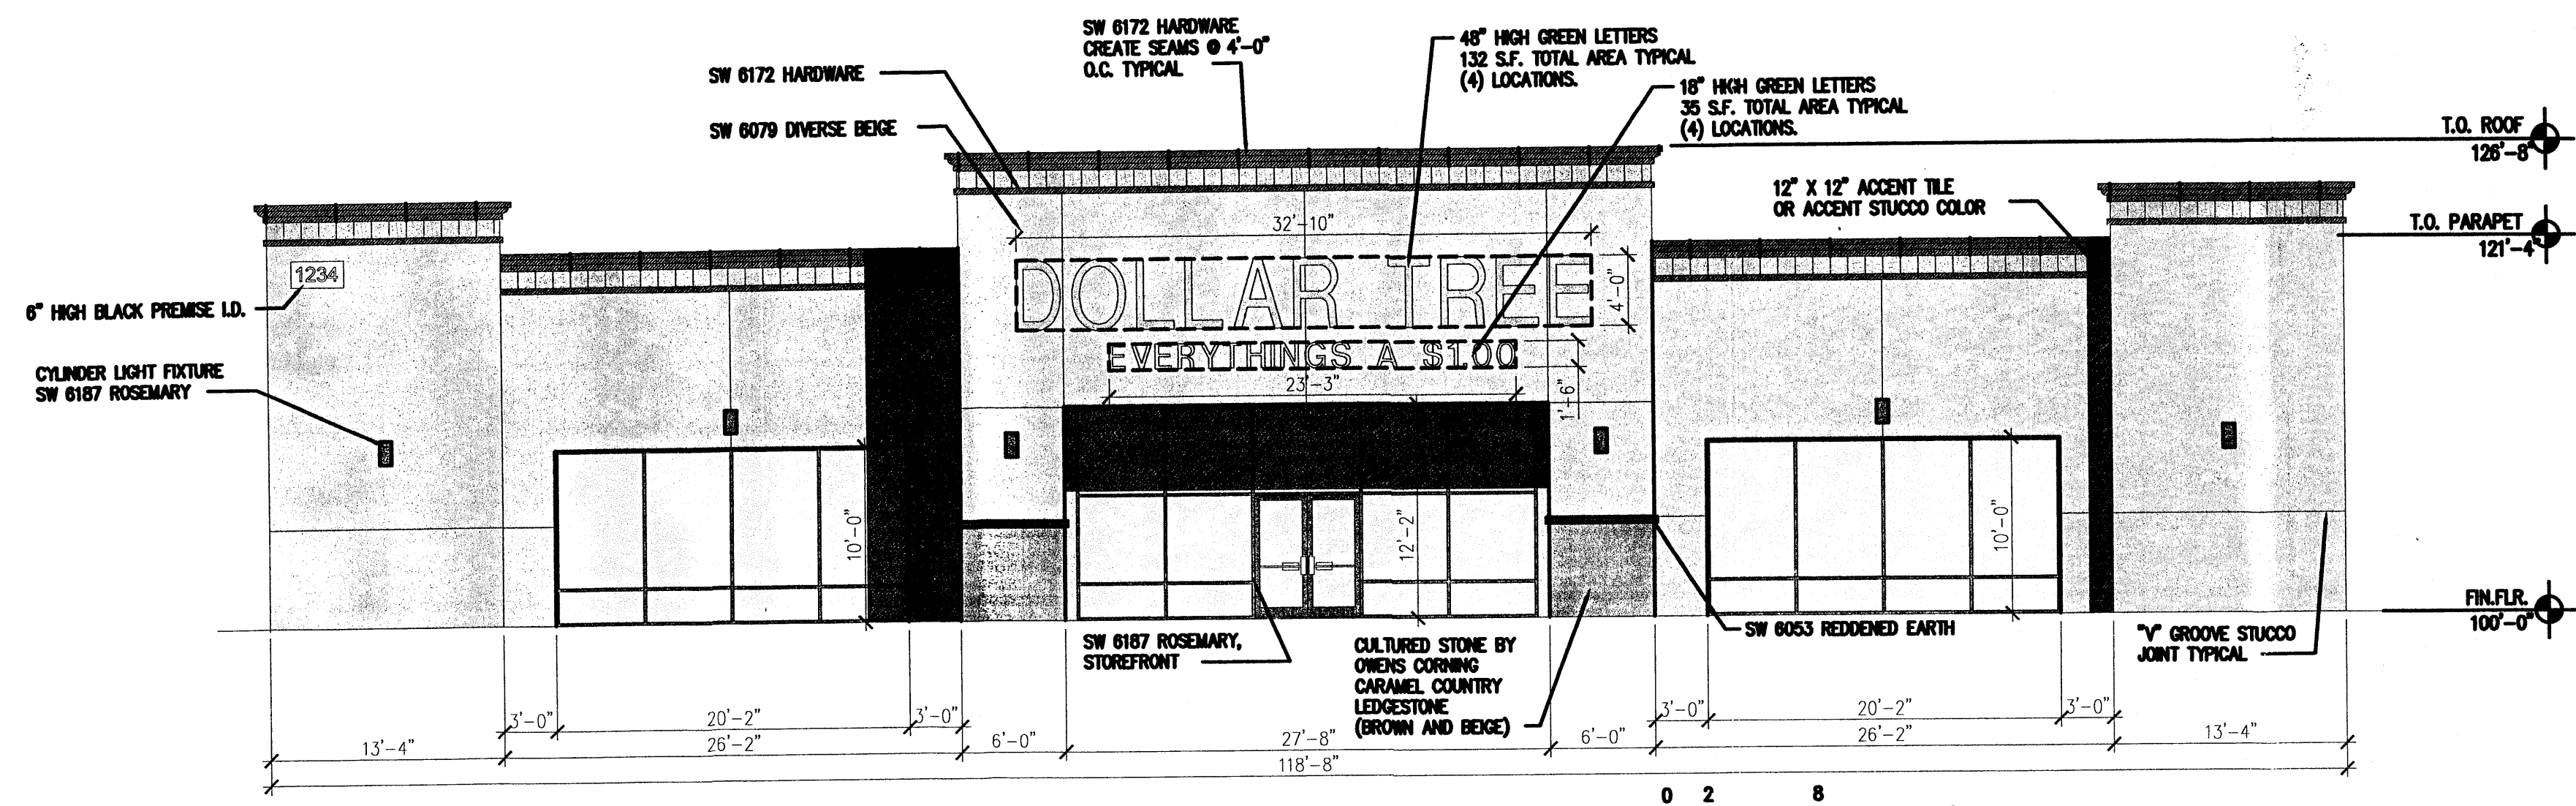 SW 6172 HARDWARE
CREATE SEAMS @ 4'-0"
O.C. TYPICAL
48" HIGH GREEN LETTERS
132 S.F. TOTAL AREA TYPICAL
(4) LOCATIONS.
SW 6172 HARDWARE
18" HIGH GREEN LETTERS
35 S.F. TOTAL AREA TYPICAL
(4) LOCATIONS.
SW 6079 DIVERSE BEIGE
T.O. ROOF
126'-8"
12" X 12" ACCENT TILE
OR ACCENT STUCCO COLOR
T.O. PARAPET
121'-4"
32'-10"
1234
DOLLAR TREE
4'-0"
6" HIGH BLACK PREMISE I.D.
EVERYTHINGS A $1.00
23'-3"
1'-6"
CYLINDER LIGHT FIXTURE
SW 6187 ROSEMARY
10'-0"
12'-2"
10'-0"
FIN.FLR.
100'-0"
SW 6187 ROSEMARY,
STOREFRONT
CULTURED STONE BY
OWENS CORNING
CARAMEL COUNTRY
LEDGESTONE
(BROWN AND BEIGE)
SW 6053 REDDENED EARTH
"V" GROOVE STUCCO
JOINT TYPICAL
3'-0" 20'-2" 3'-0" 3'-0" 20'-2" 3'-0"
13'-4" 26'-2" 6'-0" 27'-8" 6'-0" 26'-2" 13'-4"
118'-8"
0 2 8